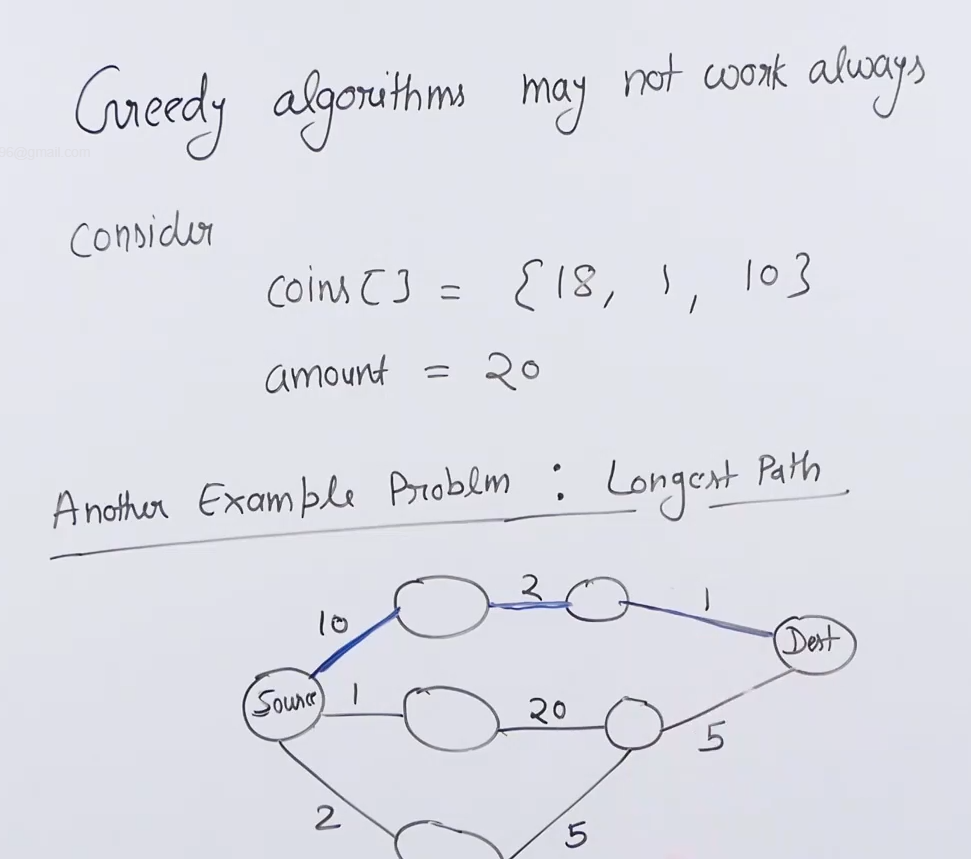 Greedy algorithms may not work always
96@gmail.com
consider
coins[] = {18, 1, 10}
amount = 20
Another Example Problm : Longest Path
10
2
1
Dest
Source
1
20
5
2
5